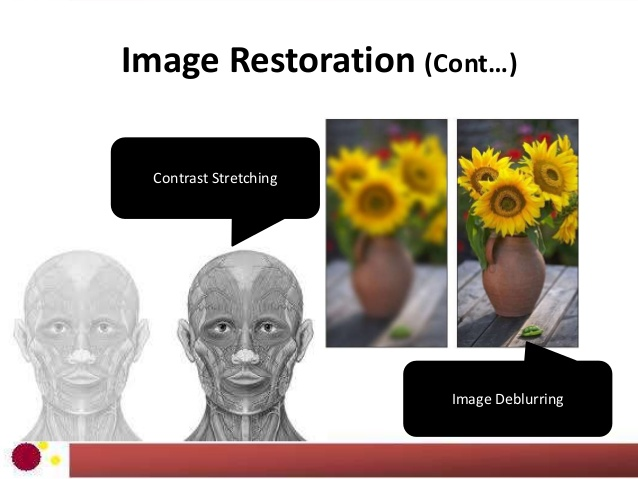 Image Restoration (Cont…)
Contrast Stretching
Image Deblurring